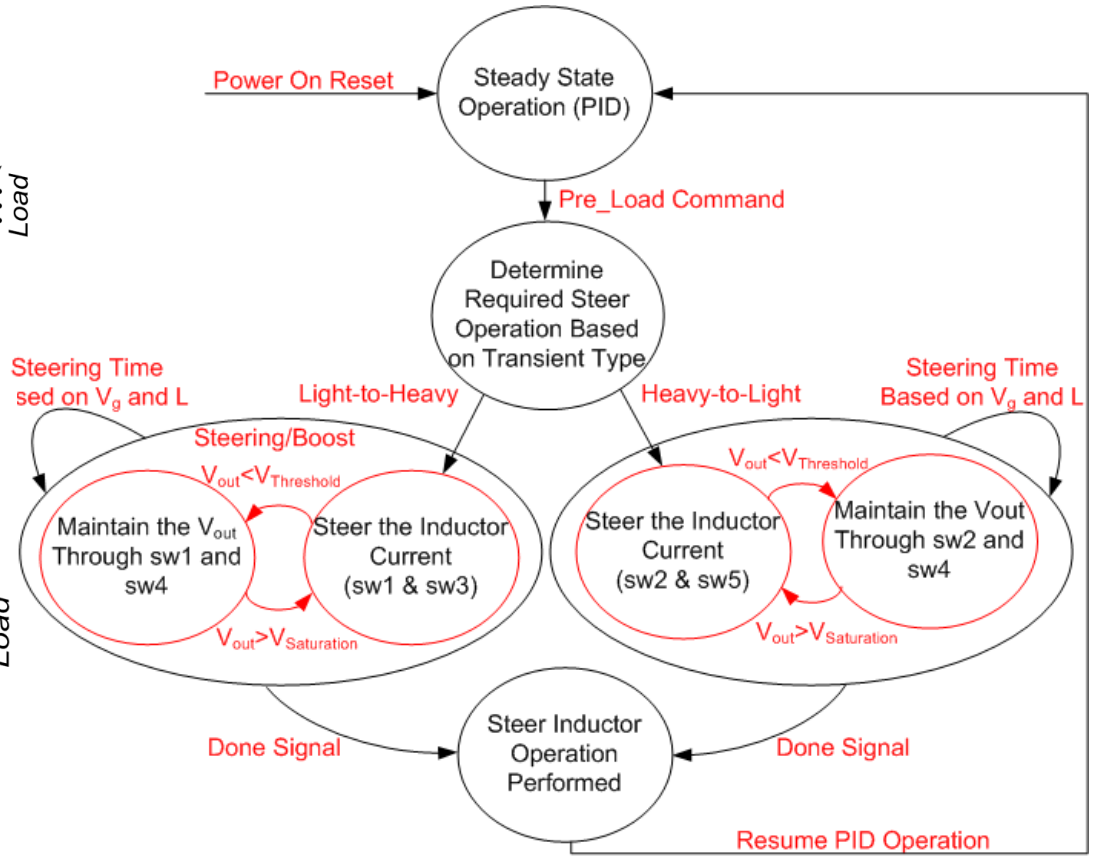 Power On Reset
Steady State
Operation (PID)
Load
Pre_Load Command
Determine
Required Steer
Operation Based
on Transient Type
Steering Time
sed on Vg and L
Light-to-Heavy
Heavy-to-Light
Steering Time
Based on Vg and L
Steering/Boost
Vout<VThreshold
Maintain the Vout
Through sw1 and
sw4
Steer the Inductor
Current
(sw1 & sw3)
Vout>VSaturation
Vout<VThreshold
Steer the Inductor
Current
(sw2 & sw5)
Maintain the Vout
Through sw2 and
sw4
Vout>VSaturation
Load
Done Signal
Steer Inductor
Operation
Performed
Done Signal
Resume PID Operation